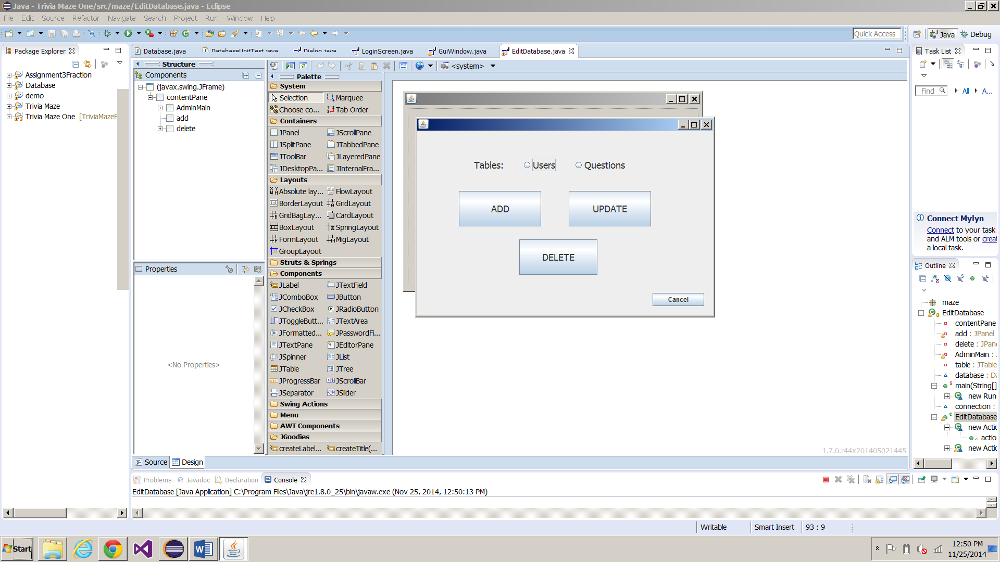 Java - Trivia Maze One/src/maze/EditDatabase.java - Eclipse
File Edit Source Refactor Navigate Search Project Run Window Help
Quick Access
Java
Debug
Package Explorer
Assignment3Fraction
Database
demo
Trivia Maze
Trivia Maze One [TriviaMazeF
Database.java
DatabaseUnitTest.java
Dialog.java
LoginScreen.java
GuiWindow.java
EditDatabase.java
Structure
Components
(javax.swing.JFrame)
contentPane
AdminMain
add
delete
Properties
<No Properties>
<system>
Palette
System
Selection Marquee
Choose co... Tab Order
Containers
JPanel JScrollPane
JSplitPane JTabbedPane
JToolBar JLayeredPane
JDesktopPa... JInternalFra...
Layouts
Absolute lay... FlowLayout
BorderLayout GridLayout
GridBagLay... CardLayout
BoxLayout SpringLayout
FormLayout MigLayout
GroupLayout
Struts & Springs
Components
JLabel JTextField
JComboBox JButton
JCheckBox JRadioButton
JToggleButt... JTextArea
JFormatted... JPasswordFi...
JTextPane JEditorPane
JSpinner JList
JTable JTree
JProgressBar JScrollBar
JSeparator JSlider
Swing Actions
Menu
AWT Components
JGoodies
createLabel... createTitle(...
Tables: Users Questions
ADD UPDATE
DELETE
Cancel
1.7.0.r44x201405021445
Source Design
Task List
Find All A...
Connect Mylyn
Connect to your task
and ALM tools or creat
a local task.
Outline
maze
EditDatabase
contentPane
add : JPanel
delete : JPan
AdminMain : J
table : JTable
database : Da
main(String[]
new Run
connection :
EditDatabase
new Actio
actio
new Actio
Problems Javadoc Declaration Console
EditDatabase [Java Application] C:\Program Files\Java\jre1.8.0_25\bin\javaw.exe (Nov 25, 2014, 12:50:13 PM)
Writable Smart Insert 93 : 9
Start
12:50 PM
11/25/2014